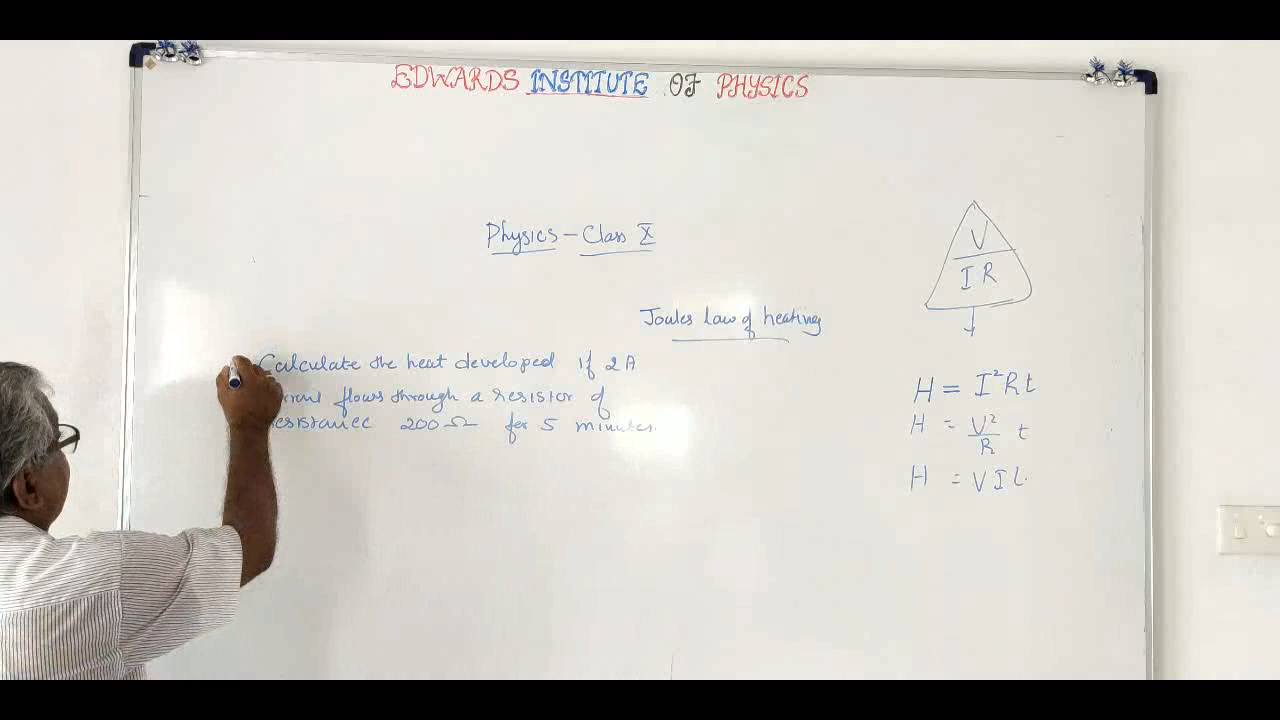 EDWARDS INSTITUTE OF PHYSICS
Physics - Class X
Joules law of heating
Calculate the heat developed if 2A
flows through a resistor of
200 Ω for 5 minutes.
V
I R
H = I²Rt
H = V²/R t
H = VIt